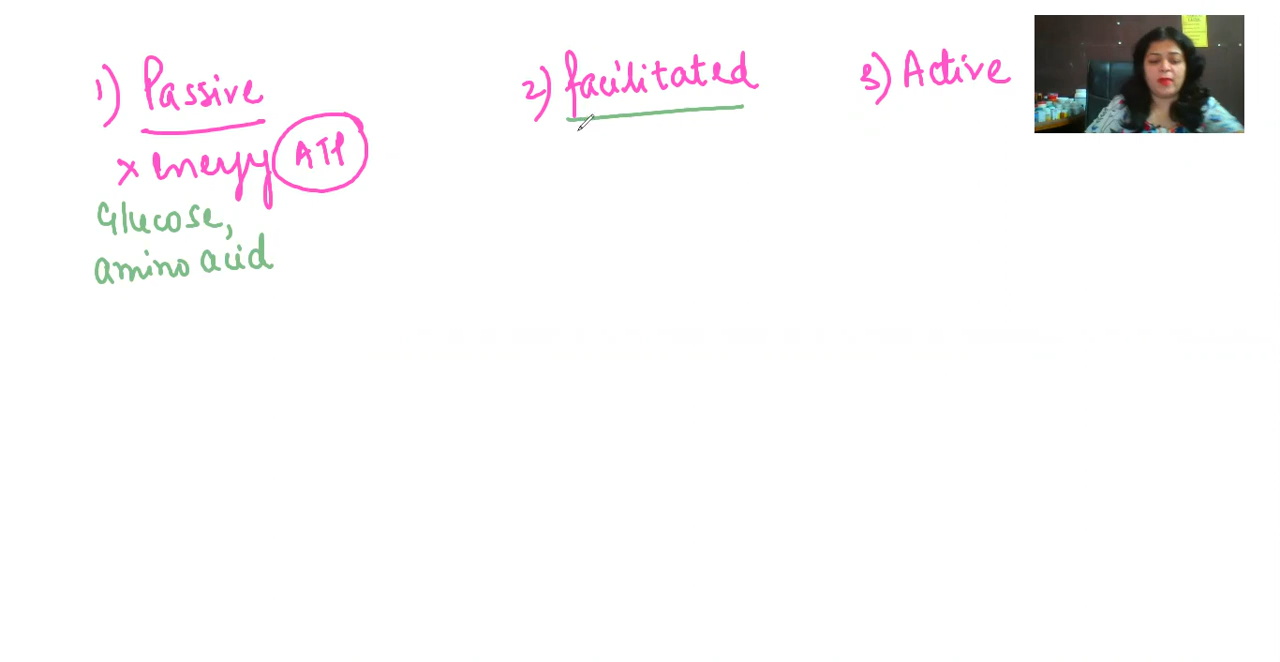 1) Passive
x energy ATP
Glucose,
amino acid
2) facilitated
3) Active